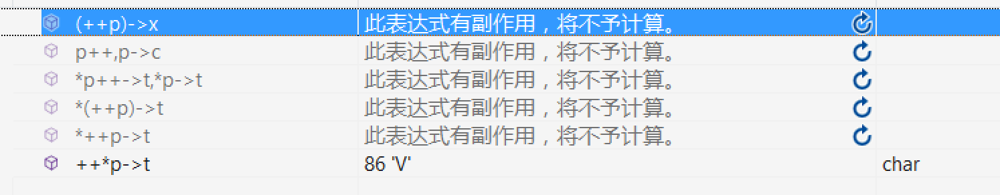 (++p)->x 此表达式有副作用，将不予计算。
p++,p->c 此表达式有副作用，将不予计算。
*p++->t,*p->t 此表达式有副作用，将不予计算。
*(++p)->t 此表达式有副作用，将不予计算。
*++p->t 此表达式有副作用，将不予计算。
++*p->t 86 'V' char